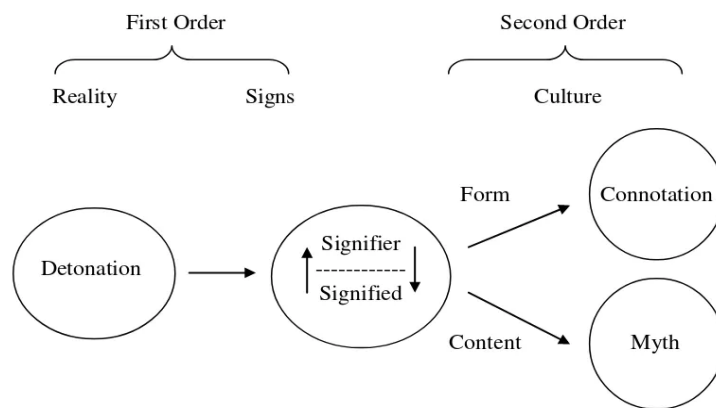 First Order
Second Order
Reality
Signs
Culture
Form
Connotation
Detonation
Signifier
Signified
Content
Myth